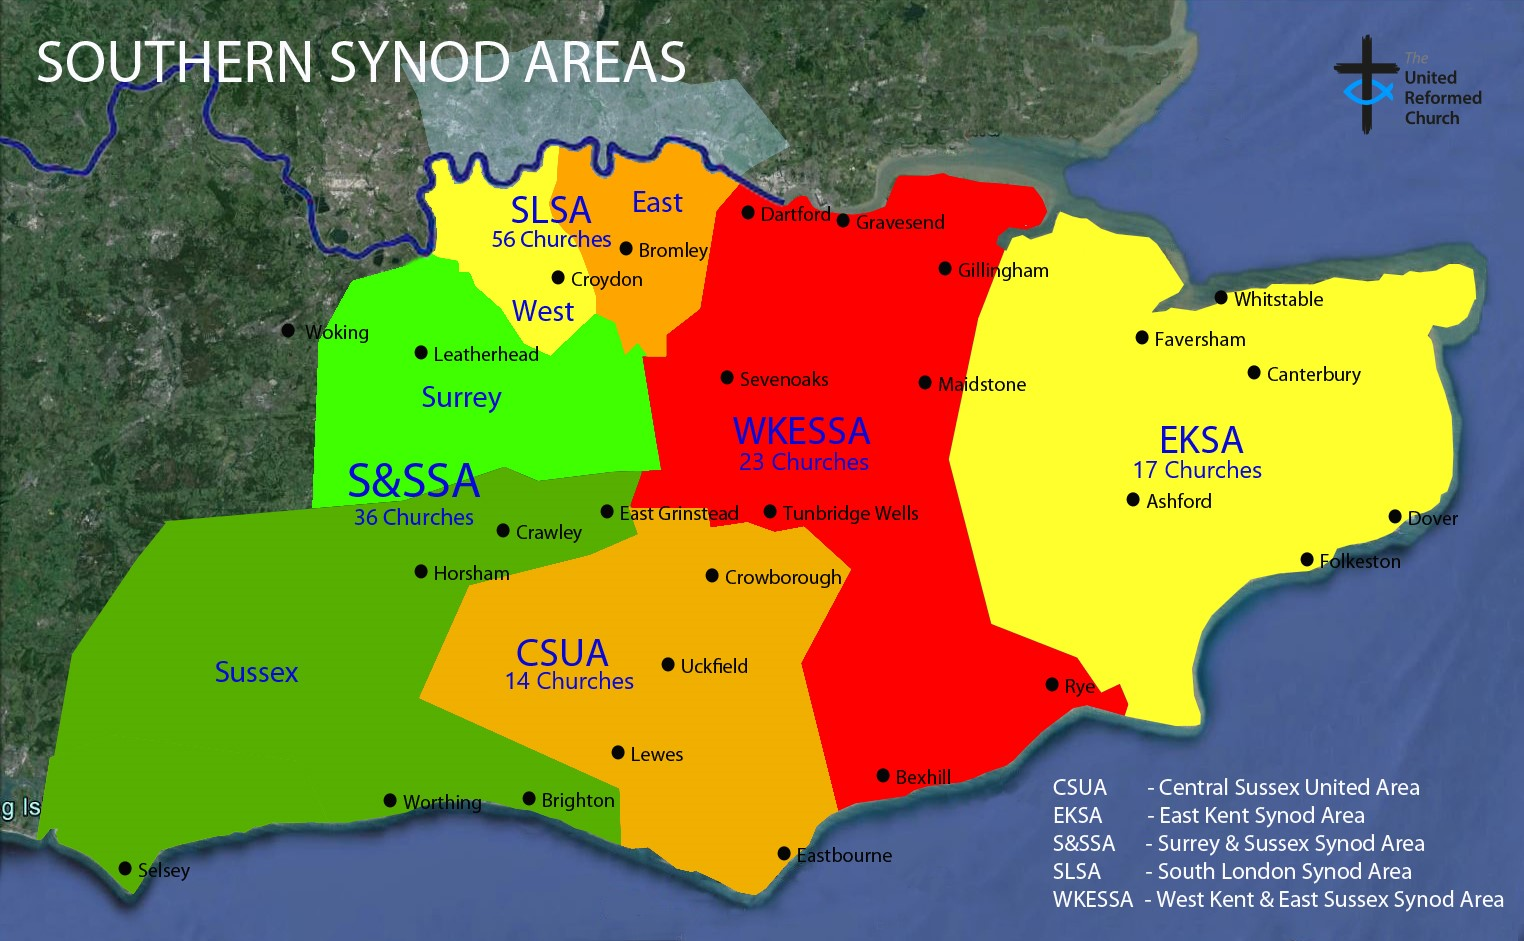 SOUTHERN SYNOD AREAS
The
United
Reformed
Church
SLSA
56 Churches
East
Bromley
Croydon
West
Dartford
Gravesend
Gillingham
Whitstable
Faversham
Canterbury
Woking
Leatherhead
Surrey
Sevenoaks
Maidstone
WKESSA
23 Churches
EKSA
17 Churches
Ashford
Dover
Folkeston
S&SSA
36 Churches
East Grinstead
Tunbridge Wells
Crawley
Horsham
Crowborough
CSUA
14 Churches
Uckfield
Sussex
Rye
Lewes
Bexhill
Worthing
Brighton
Eastbourne
Selsey
g Is
CSUA - Central Sussex United Area
EKSA - East Kent Synod Area
S&SSA - Surrey & Sussex Synod Area
SLSA - South London Synod Area
WKESSA - West Kent & East Sussex Synod Area